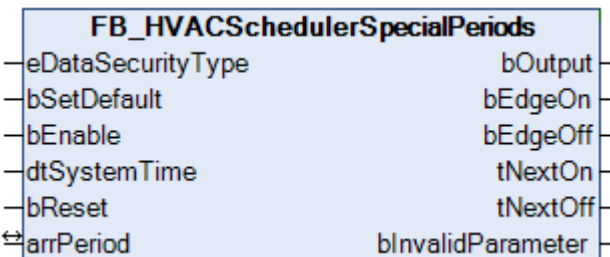 FB_HVACSchedulerSpecialPeriods
eDataSecurityType bOutput
bSetDefault bEdgeOn
bEnable bEdgeOff
dtSystemTime tNextOn
bReset tNextOff
arrPeriod bInvalidParameter